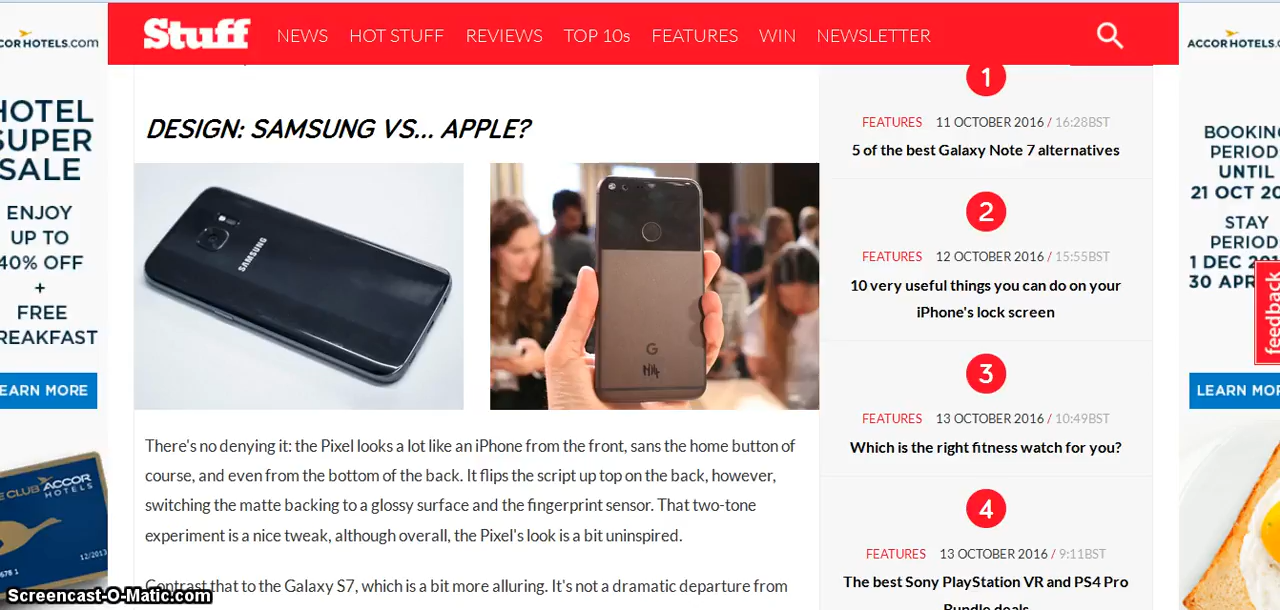 Stuff
NEWS
HOT STUFF
REVIEWS
TOP 10s
FEATURES
WIN
NEWSLETTER
CORHOTELS.com
HOTEL
SUPER
SALE
ENJOY
UP TO
40% OFF
+
FREE
REAKFAST
EARN MORE
CLUB ACCOR
HOTELS
12/2013
DESIGN: SAMSUNG VS... APPLE?
SAMSUNG
G
There's no denying it: the Pixel looks a lot like an iPhone from the front, sans the home button of
course, and even from the bottom of the back. It flips the script up top on the back, however,
switching the matte backing to a glossy surface and the fingerprint sensor. That two-tone
experiment is a nice tweak, although overall, the Pixel's look is a bit uninspired.
Contrast that to the Galaxy S7, which is a bit more alluring. It's not a dramatic departure from
1
FEATURES 11 OCTOBER 2016 / 16:28BST
5 of the best Galaxy Note 7 alternatives
2
FEATURES 12 OCTOBER 2016 / 15:55BST
10 very useful things you can do on your
iPhone's lock screen
3
FEATURES 13 OCTOBER 2016 / 10:49BST
Which is the right fitness watch for you?
4
FEATURES 13 OCTOBER 2016 / 9:11BST
The best Sony PlayStation VR and PS4 Pro
Bundle deals
ACCORHOTELS.c
BOOKIN
PERIOD
UNTIL
21 OCT 20
STAY
PERIOD
1 DEC 201
30 APR
feedback
LEARN MOR
Screencast-O-Matic.com